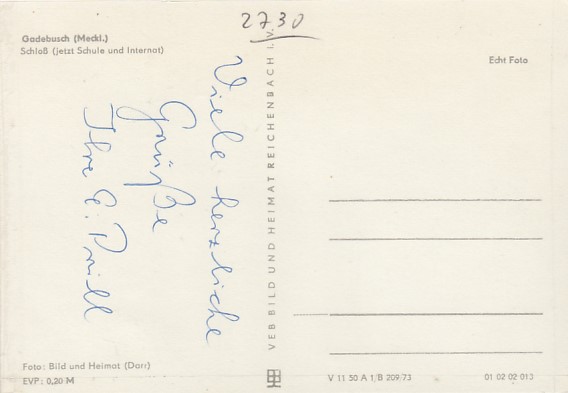 2730
Gadebusch (Meckl.)
Schloß (jetzt Schule und Internat)
Echt Foto
Viele herzliche
Grüße
Ihre E. Prill
VEB BILD UND HEIMAT REICHENBACH I. V.
Foto: Bild und Heimat (Darr)
EVP: 0,20 M
V 11 50 A 1/B 209/73
01 02 02 013